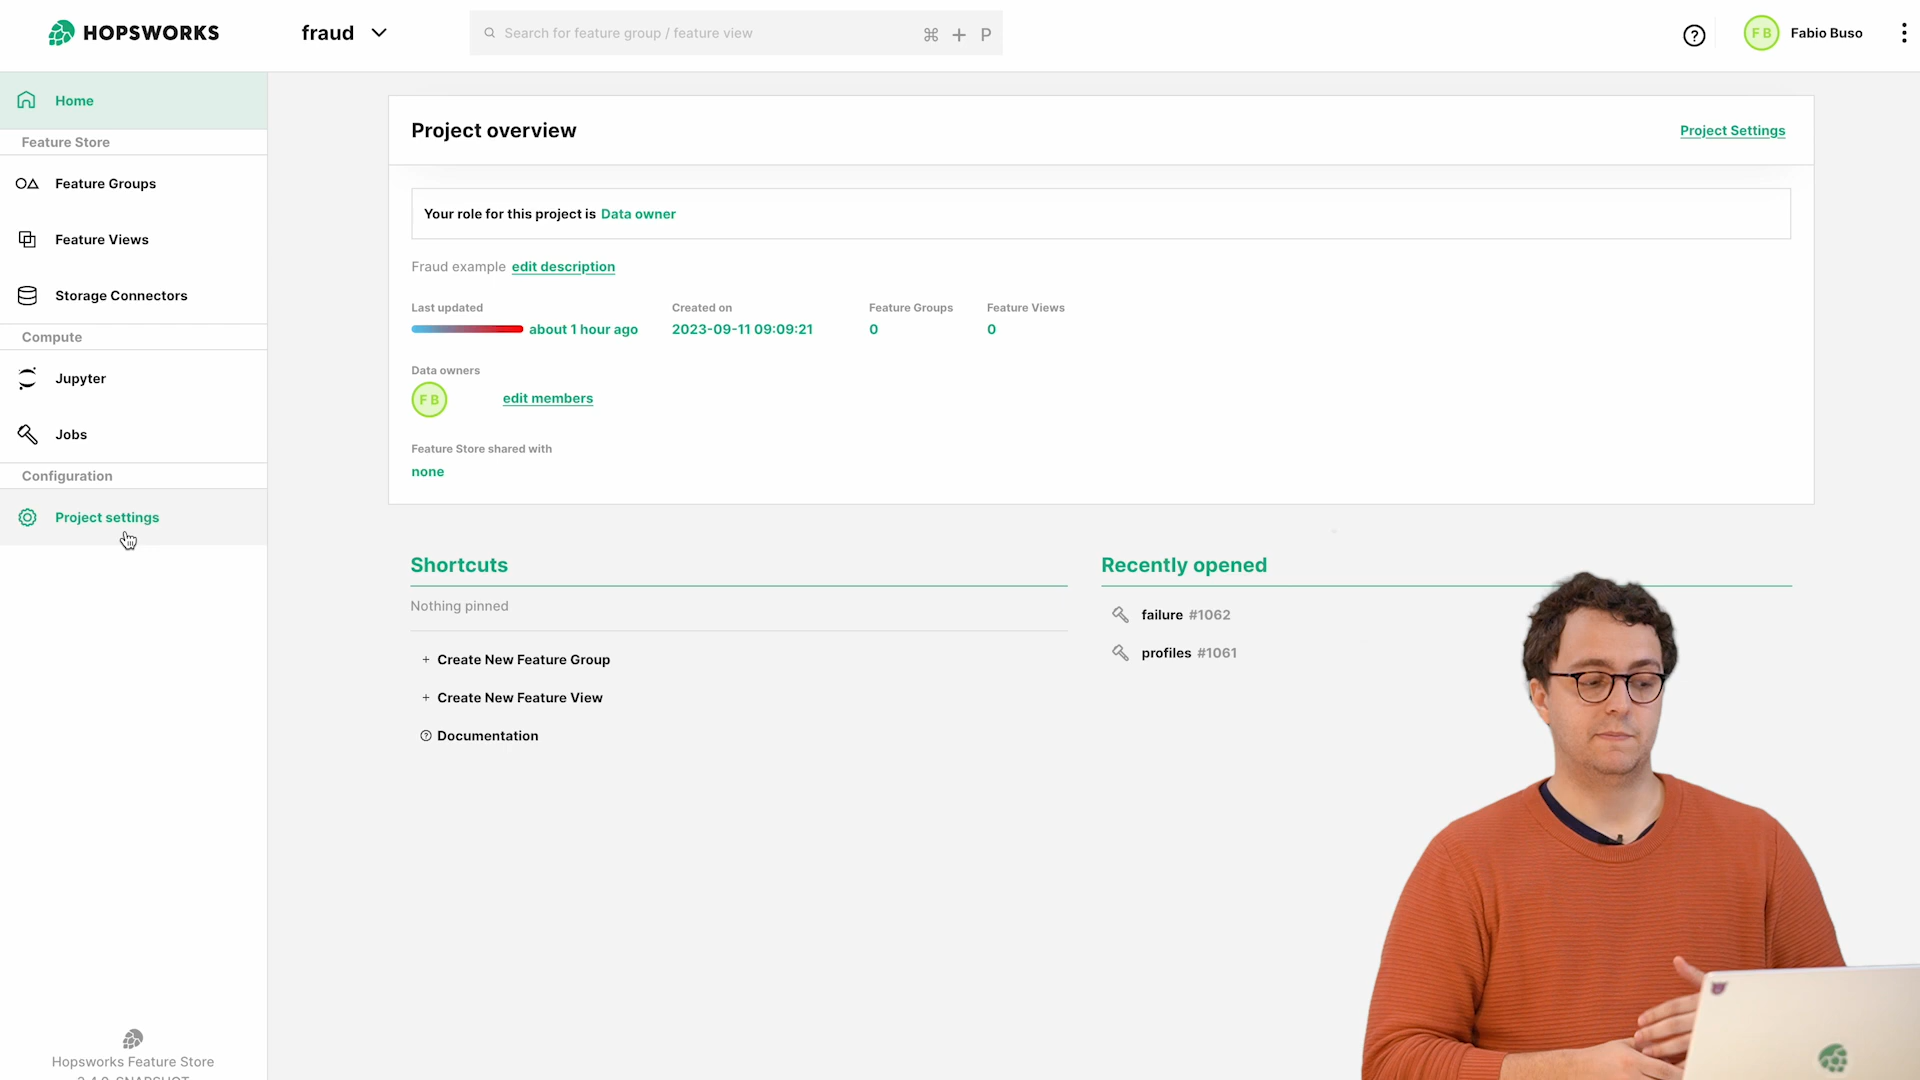 HOPSWORKS
fraud
Search for feature group / feature view
⌘ + P
F B
Fabio Buso
Home
Feature Store
Feature Groups
Feature Views
Storage Connectors
Compute
Jupyter
Jobs
Configuration
Project settings
Hopsworks Feature Store
Project overview
Project Settings
Your role for this project is Data owner
Fraud example edit description
Last updated
about 1 hour ago
Created on
2023-09-11 09:09:21
Feature Groups
0
Feature Views
0
Data owners
F B
edit members
Feature Store shared with
none
Shortcuts
Nothing pinned
+ Create New Feature Group
+ Create New Feature View
Documentation
Recently opened
failure #1062
profiles #1061